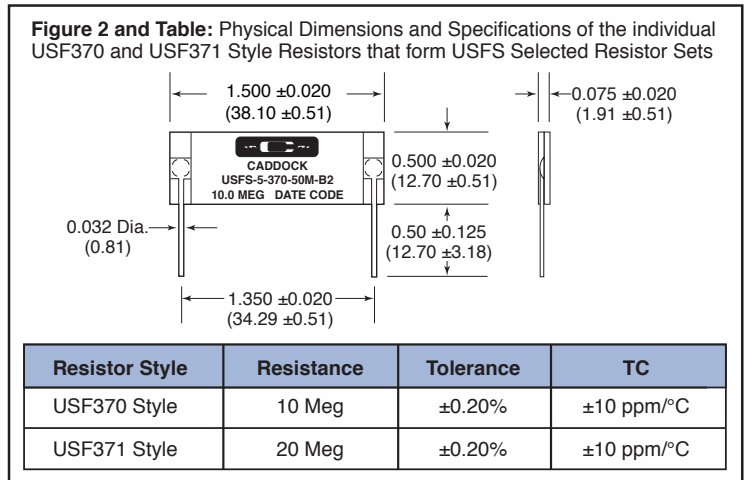 Figure 2 and Table: Physical Dimensions and Specifications of the individual
USF370 and USF371 Style Resistors that form USFS Selected Resistor Sets
1.500 ±0.020
(38.10 ±0.51)
0.075 ±0.020
(1.91 ±0.51)
CADDOCK
USFS-5-370-50M-B2
10.0 MEG DATE CODE
0.500 ±0.020
(12.70 ±0.51)
0.032 Dia.
(0.81)
0.50 ±0.125
(12.70 ±3.18)
1.350 ±0.020
(34.29 ±0.51)
Resistor Style Resistance Tolerance TC
USF370 Style 10 Meg ±0.20% ±10 ppm/°C
USF371 Style 20 Meg ±0.20% ±10 ppm/°C